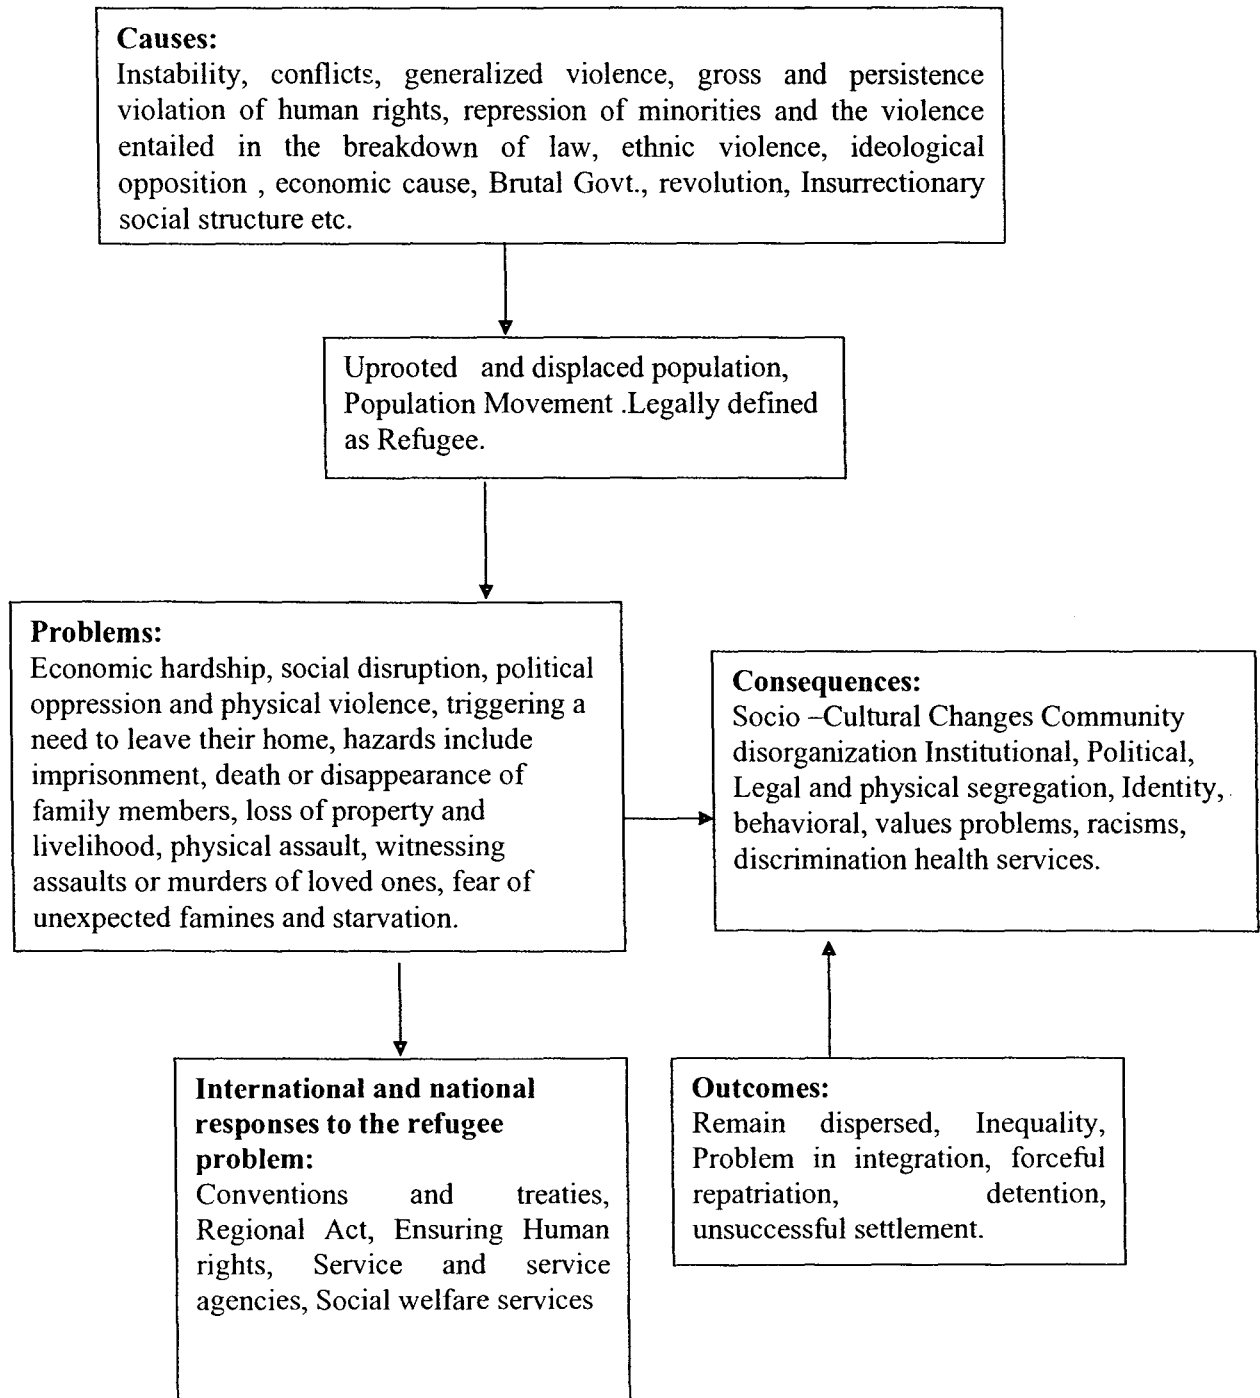 Causes:
Instability, conflicts, generalized violence, gross and persistence
violation of human rights, repression of minorities and the violence
entailed in the breakdown of law, ethnic violence, ideological
opposition , economic cause, Brutal Govt., revolution, Insurrectionary
social structure etc.
Uprooted and displaced population,
Population Movement .Legally defined
as Refugee.
Problems:
Economic hardship, social disruption, political
oppression and physical violence, triggering a
need to leave their home, hazards include
imprisonment, death or disappearance of
family members, loss of property and
livelihood, physical assault, witnessing
assaults or murders of loved ones, fear of
unexpected famines and starvation.
Consequences:
Socio –Cultural Changes Community
disorganization Institutional, Political,
Legal and physical segregation, Identity,
behavioral, values problems, racisms,
discrimination health services.
International and national
responses to the refugee
problem:
Conventions and treaties,
Regional Act, Ensuring Human
rights, Service and service
agencies, Social welfare services
Outcomes:
Remain dispersed, Inequality,
Problem in integration, forceful
repatriation, detention,
unsuccessful settlement.